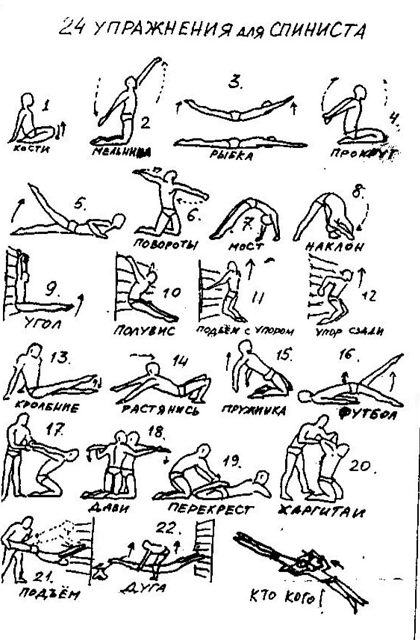 24 УПРАЖНЕНИЯ для СПИНИСТА
1
КОСТИ
2
МЕЛЬНИЦА
3.
РЫБКА
4.
ПРОКРУТ
5.
6.
ПОВОРОТЫ
7.
МОСТ
8.
НАКЛОН
9.
УГОЛ
10
ПОЛУВИС
11
ПОДЪЁМ С УПОРОМ
12
УПОР СЗАДИ
13.
КРОЛЬБИЕ
14
РАСТЯНИСЬ
15.
ПРУЖИНКА
16.
ФУТБОЛ
17.
18.
ДАВИ
19.
ПЕРЕКРЕСТ
20.
ХАРГИТАИ
21.
ПОДЪЁМ
22.
ДУГА
КТО КОГО!